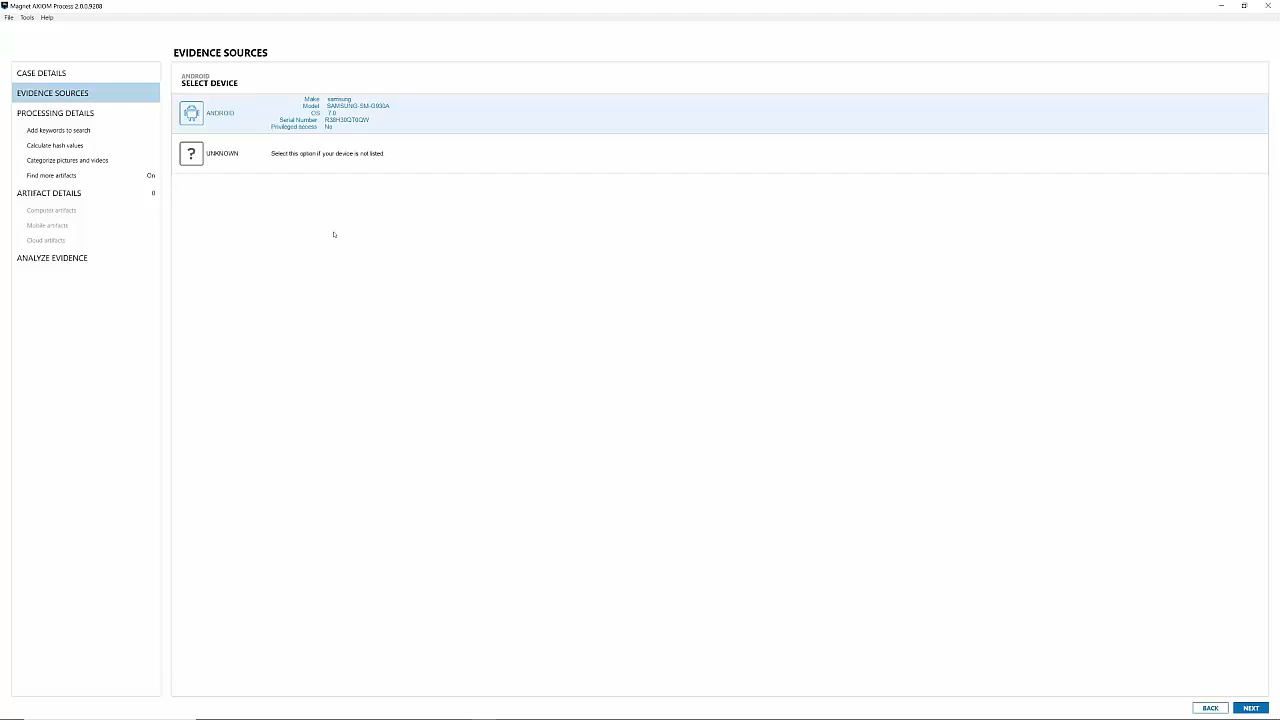 Magnet AXIOM Process 2.0.0.9208
File Tools Help
EVIDENCE SOURCES
CASE DETAILS
EVIDENCE SOURCES
PROCESSING DETAILS
Add keywords to search
Calculate hash values
Categorize pictures and videos
Find more artifacts On
ARTIFACT DETAILS 0
Computer artifacts
Mobile artifacts
Cloud artifacts
ANALYZE EVIDENCE
ANDROID
SELECT DEVICE
ANDROID
Make samsung
Model SAMSUNG-SM-G930A
OS 7.0
Serial Number R38H30QT0QW
Privileged access No
? UNKNOWN Select this option if your device is not listed.
BACK NEXT